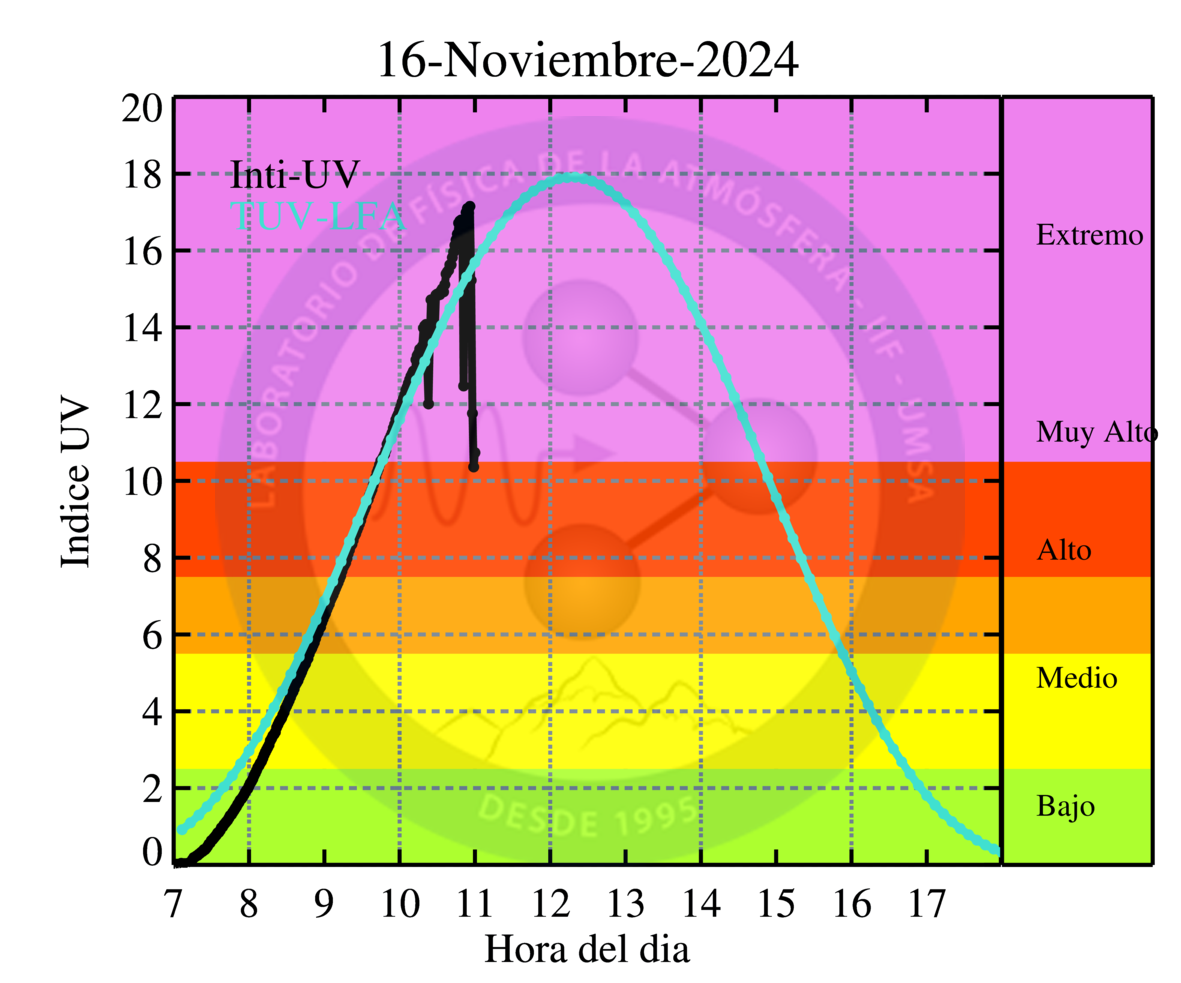 16-Noviembre-2024
20
18
16
14
12
10
8
6
4
2
0
Indice UV
Inti-UV
TUV-LFA
LABORATORIO DE FÍSICA DE LA ATMÓSFERA - IIF - UMSA
DESDE 1995
Extremo
Muy Alto
Alto
Medio
Bajo
7 8 9 10 11 12 13 14 15 16 17
Hora del dia